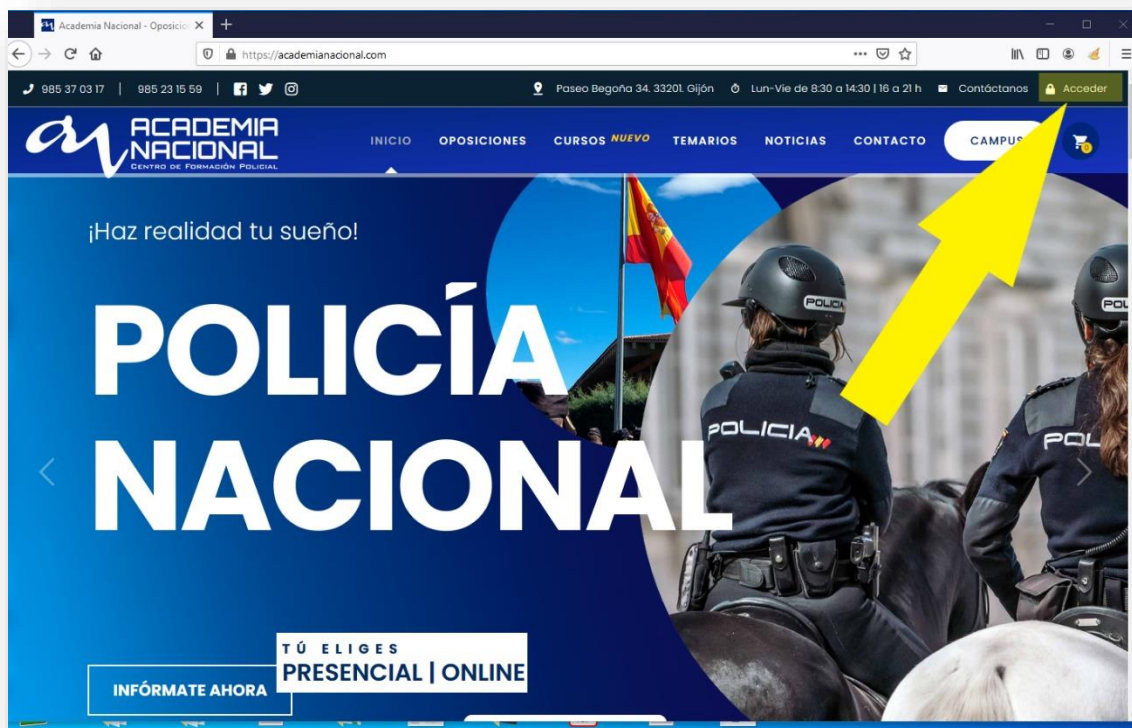 Academia Nacional - Oposicio
https://academianacional.com
985 37 03 17 | 985 23 15 59 |
Paseo Begoña 34. 33201. Gijón
Lun-Vie de 8:30 a 14:30 | 16 a 21 h
Contáctanos
Acceder
an ACADEMIA
NACIONAL
CENTRO DE FORMACIÓN POLICIAL
INICIO
OPOSICIONES
CURSOS NUEVO
TEMARIOS
NOTICIAS
CONTACTO
CAMPUS
0
¡Haz realidad tu sueño!
POLICÍA
NACIONAL
POLICIA
POLICIA
POL
POL
TÚ ELIGES
PRESENCIAL | ONLINE
INFÓRMATE AHORA